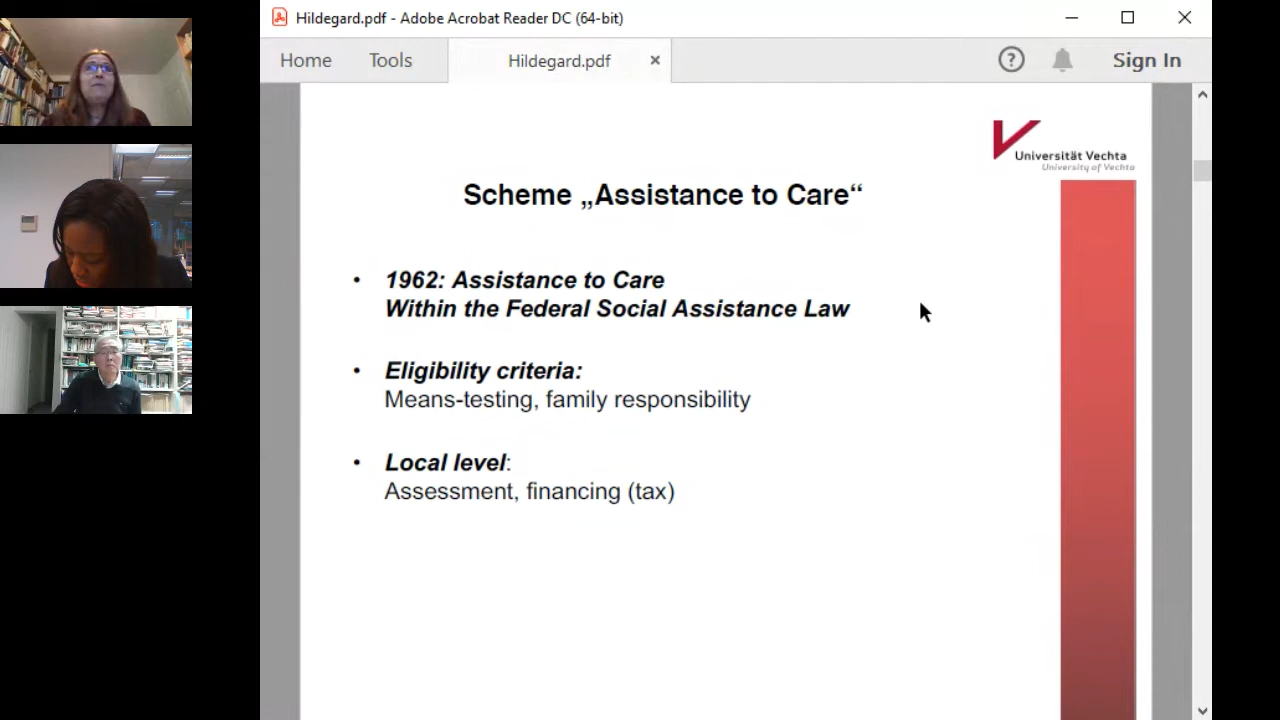 Hildegard.pdf - Adobe Acrobat Reader DC (64-bit)
Home Tools Hildegard.pdf × ? Sign In
Universität Vechta
University of Vechta
Scheme „Assistance to Care“
• 1962: Assistance to Care
Within the Federal Social Assistance Law
• Eligibility criteria:
Means-testing, family responsibility
• Local level:
Assessment, financing (tax)